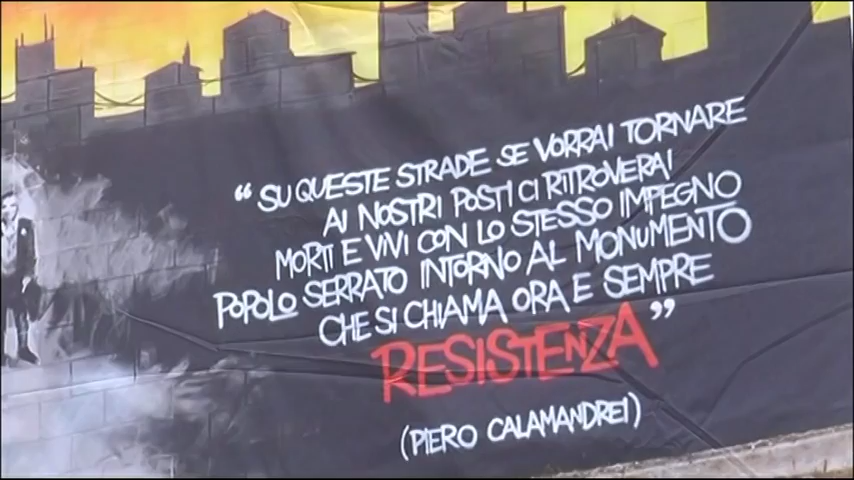 “SU QUESTE STRADE SE VORRAI TORNARE
AI NOSTRI POSTI CI RITROVERAI
MORTI E VIVI CON LO STESSO IMPEGNO
POPOLO SERRATO INTORNO AL MONUMENTO
CHE SI CHIAMA ORA E SEMPRE
RESISTENZA”
(PIERO CALAMANDREI)